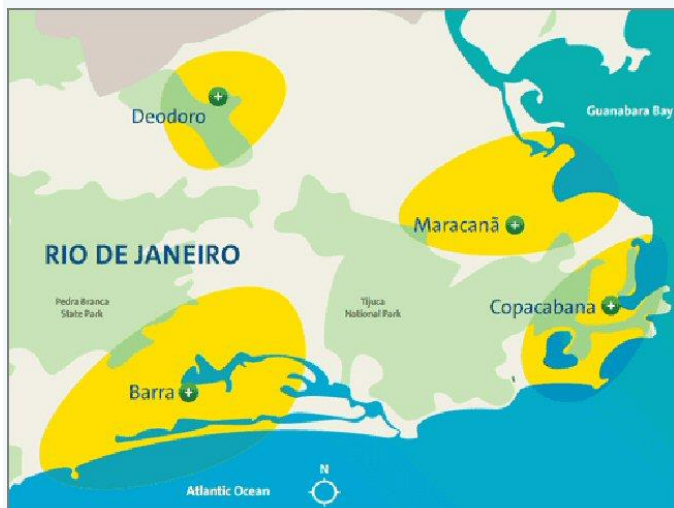 Deodoro
Guanabara Bay
Maracanã
RIO DE JANEIRO
Pedra Branca
State Park
Tijuca
National Park
Copacabana
Barra
N
Atlantic Ocean